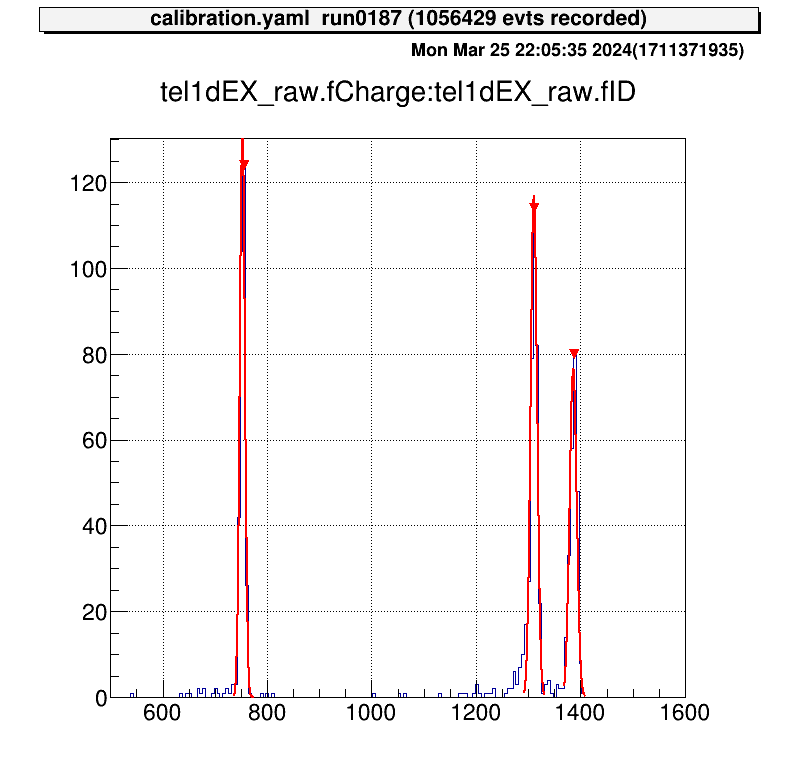 calibration.yaml run0187 (1056429 evts recorded)
Mon Mar 25 22:05:35 2024(1711371935)
tel1dEX_raw.fCharge:tel1dEX_raw.fID
120
100
80
60
40
20
0
600 800 1000 1200 1400 1600